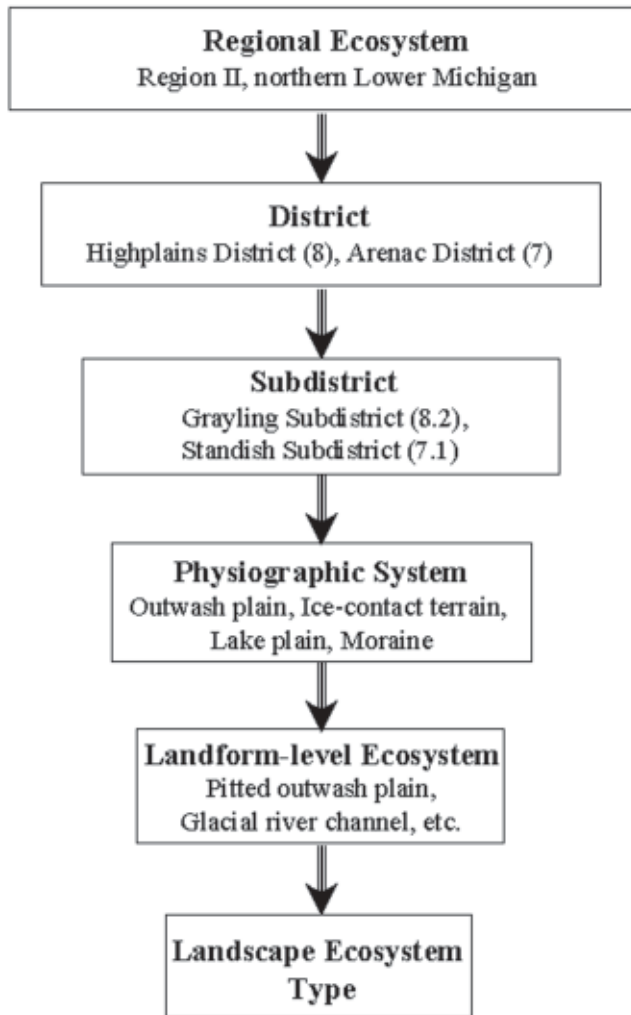 Regional Ecosystem
Region II, northern Lower Michigan
District
Highplains District (8), Arenac District (7)
Subdistrict
Grayling Subdistrict (8.2),
Standish Subdistrict (7.1)
Physiographic System
Outwash plain, Ice-contact terrain,
Lake plain, Moraine
Landform-level Ecosystem
Pitted outwash plain,
Glacial river channel, etc.
Landscape Ecosystem
Type